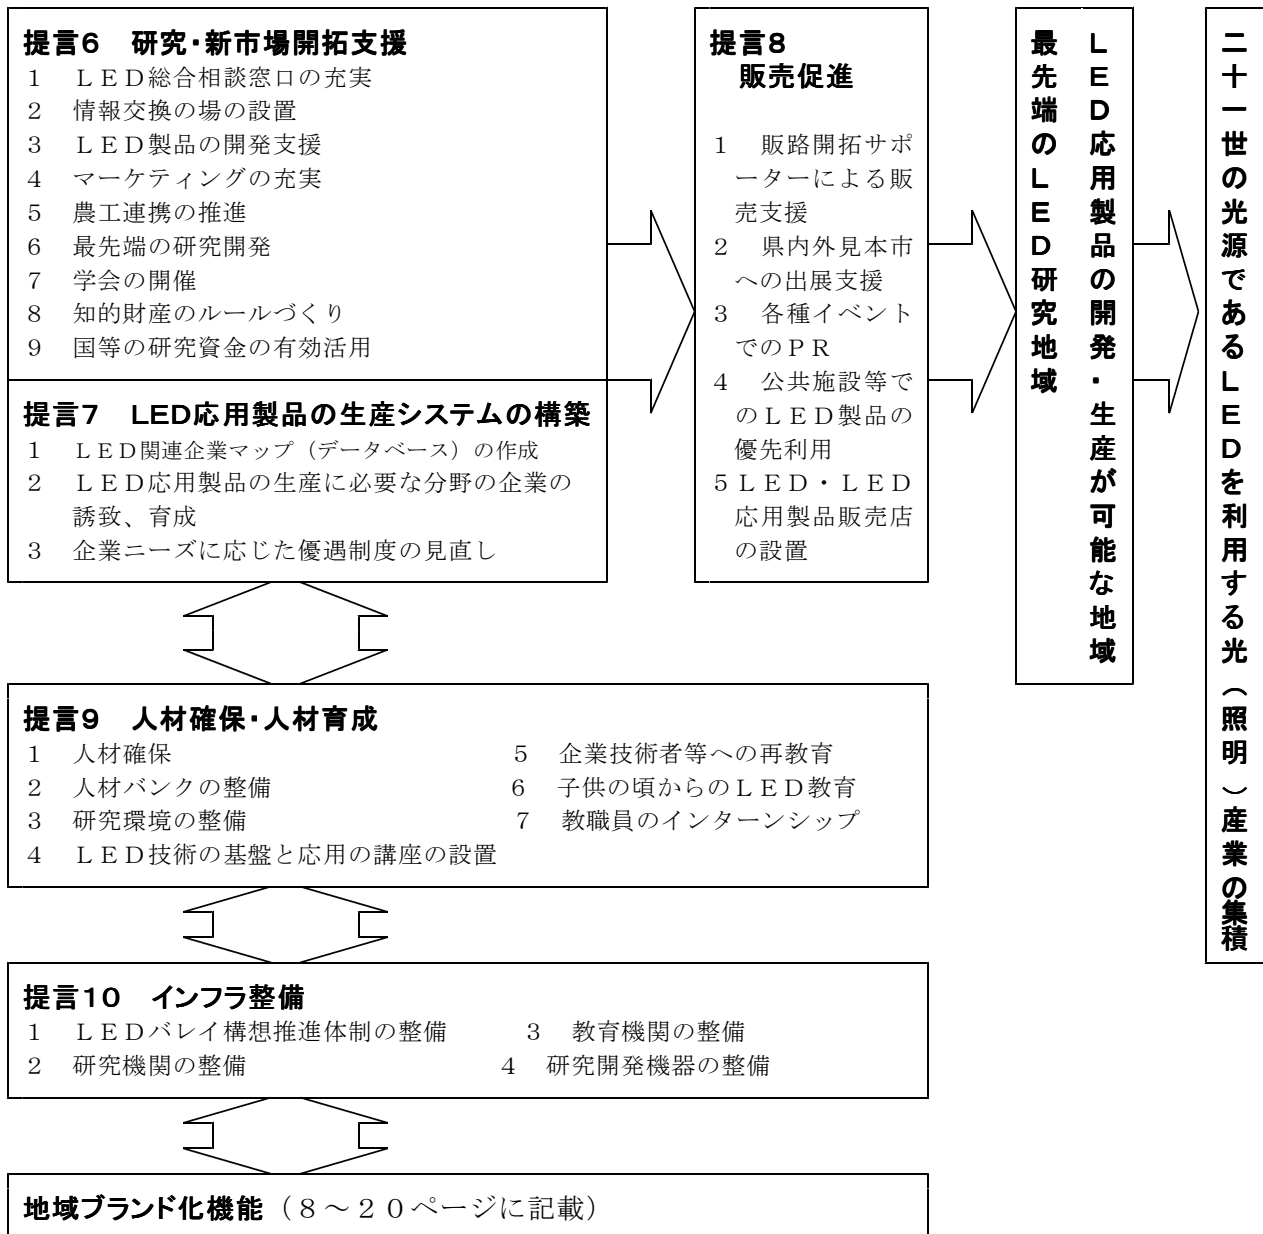 提言6　研究・新市場開拓支援
1　ＬＥＤ総合相談窓口の充実
2　情報交換の場の設置
3　ＬＥＤ製品の開発支援
4　マーケティングの充実
5　農工連携の推進
6　最先端の研究開発
7　学会の開催
8　知的財産のルールづくり
9　国等の研究資金の有効活用
提言7　LED応用製品の生産システムの構築
1　ＬＥＤ関連企業マップ（データベース）の作成
2　ＬＥＤ応用製品の生産に必要な分野の企業の
誘致、育成
3　企業ニーズに応じた優遇制度の見直し
提言8
販売促進
1　販路開拓サポ
ーターによる販
売支援
2　県内外見本市
への出展支援
3　各種イベント
でのＰＲ
4　公共施設等で
のＬＥＤ製品の
優先利用
5ＬＥＤ・ＬＥＤ
応用製品販売店
の設置
ＬＥＤ応用製品の開発・生産が可能な地域
最先端のＬＥＤ研究地域
二十一世の光源であるＬＥＤを利用する光（照明）産業の集積
提言9　人材確保・人材育成
1　人材確保
2　人材バンクの整備
3　研究環境の整備
4　ＬＥＤ技術の基盤と応用の講座の設置
5　企業技術者等への再教育
6　子供の頃からのＬＥＤ教育
7　教職員のインターンシップ
提言10　インフラ整備
1　ＬＥＤバレイ構想推進体制の整備
2　研究機関の整備
3　教育機関の整備
4　研究開発機器の整備
地域ブランド化機能（８～２０ページに記載）